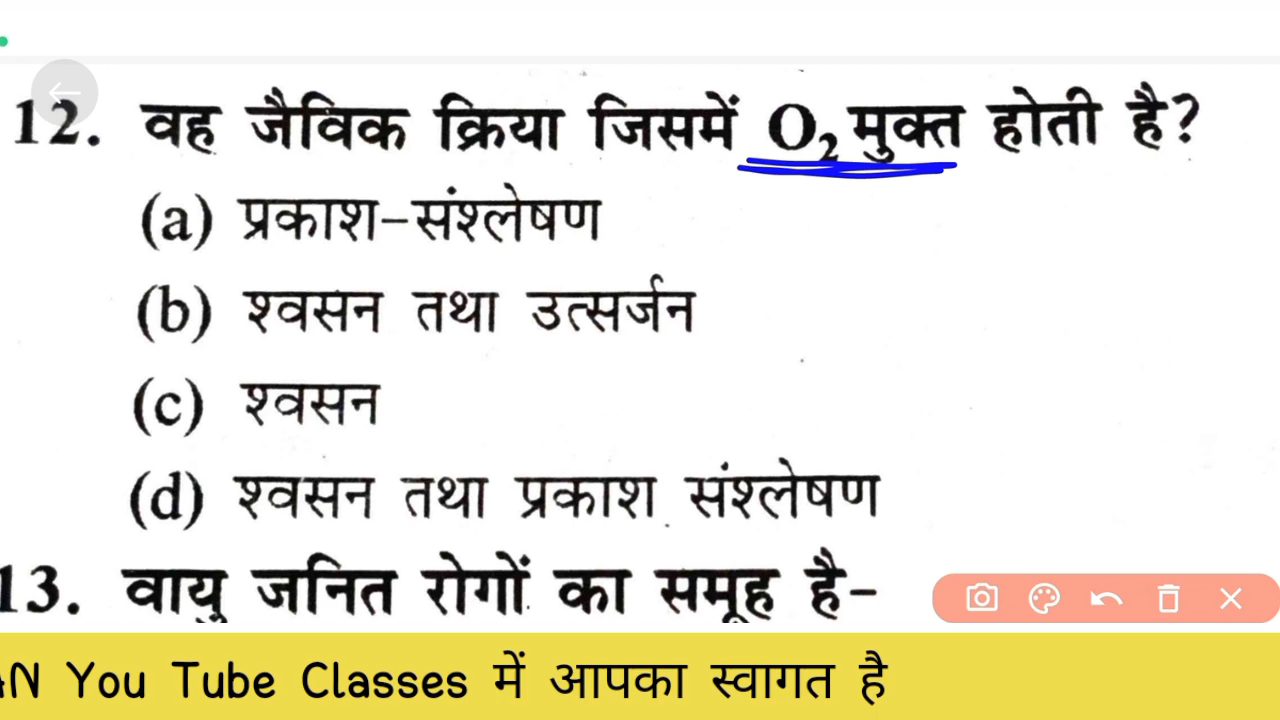 12. वह जैविक क्रिया जिसमें O₂ मुक्त होती है?
(a) प्रकाश-संश्लेषण
(b) श्वसन तथा उत्सर्जन
(c) श्वसन
(d) श्वसन तथा प्रकाश संश्लेषण
13. वायु जनित रोगों का समूह है-
You Tube Classes में आपका स्वागत है